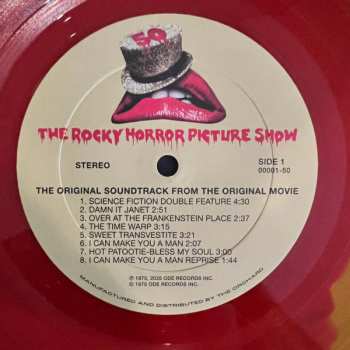 50
THE ROCKY HORROR PICTURE SHOW
STEREO
SIDE 1
00001-50
THE ORIGINAL SOUNDTRACK FROM THE ORIGINAL MOVIE
1. SCIENCE FICTION DOUBLE FEATURE 4:30
2. DAMN IT JANET 2:51
3. OVER AT THE FRANKENSTEIN PLACE 2:37
4. THE TIME WARP 3:15
5. SWEET TRANSVESTITE 3:21
6. I CAN MAKE YOU A MAN 2:07
7. HOT PATOOTIE-BLESS MY SOUL 3:00
8. I CAN MAKE YOU A MAN REPRISE 1:44
℗ 1975, 2025 ODE RECORDS INC.
© 1975 ODE RECORDS INC.
MANUFACTURED AND DISTRIBUTED BY THE ORCHARD